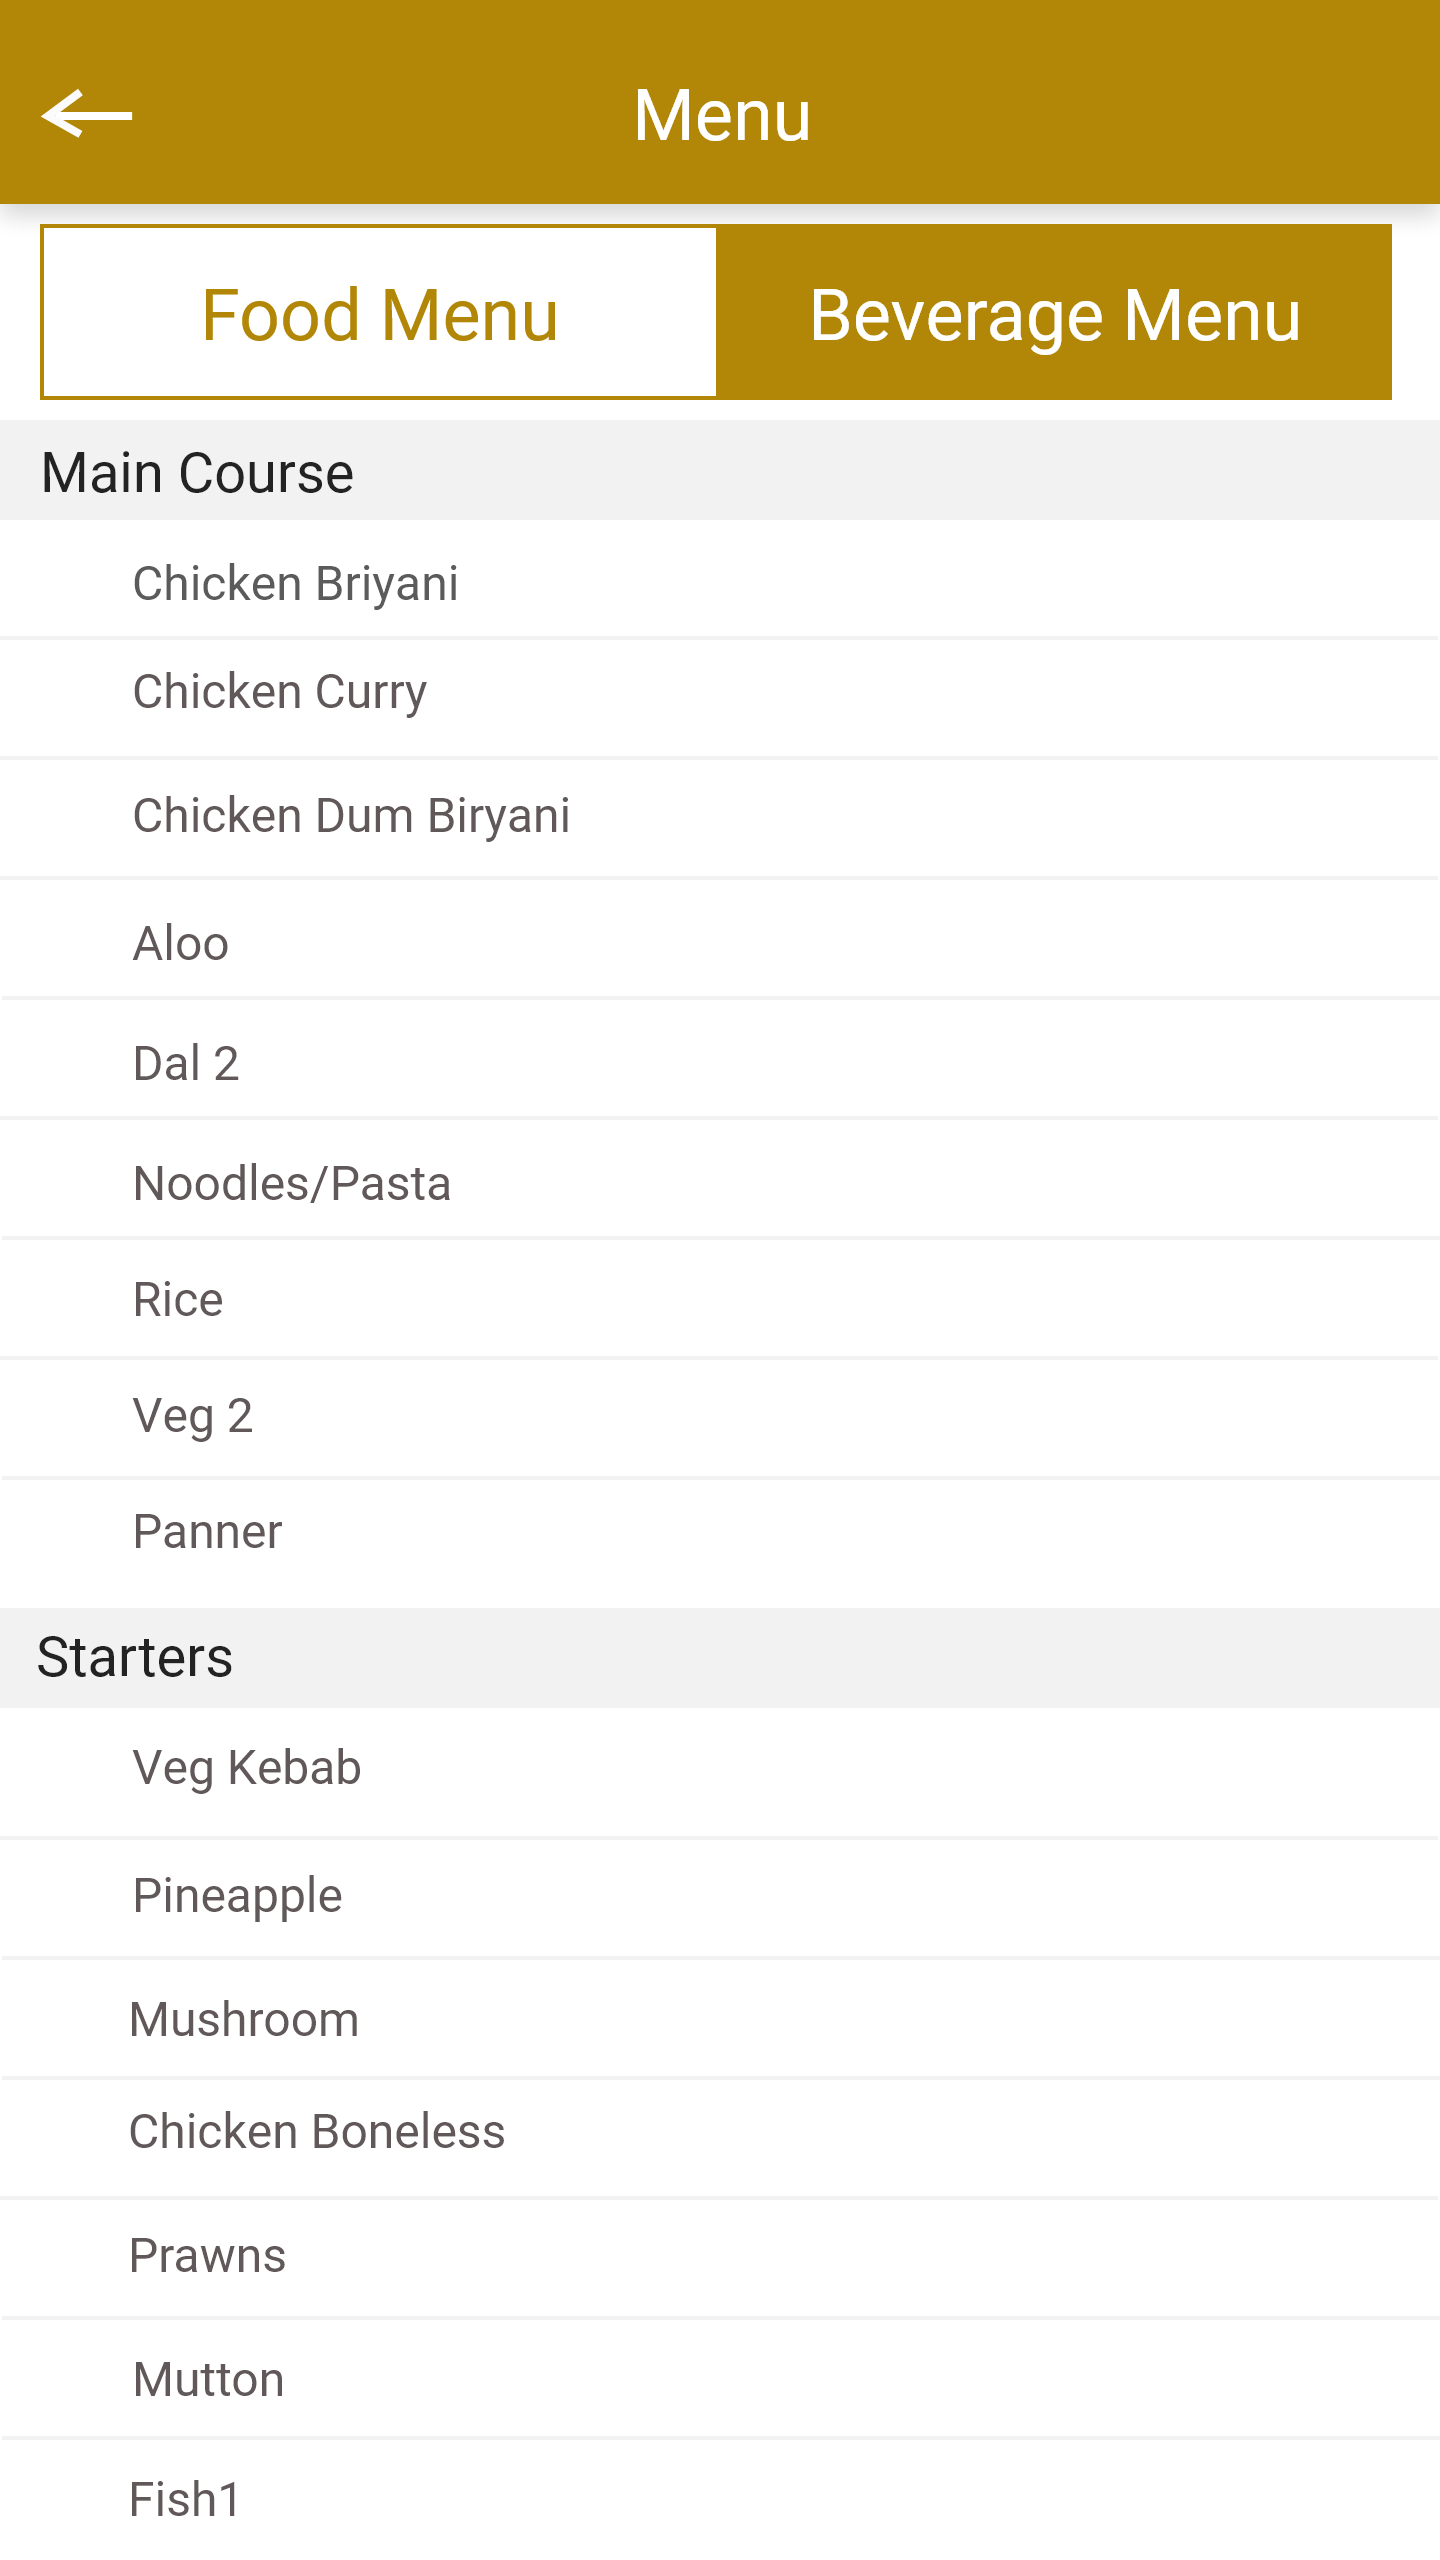 Menu
Food Menu
Beverage Menu
Main Course
Chicken Briyani
Chicken Curry
Chicken Dum Biryani
Aloo
Dal 2
Noodles/Pasta
Rice
Veg 2
Panner
Starters
Veg Kebab
Pineapple
Mushroom
Chicken Boneless
Prawns
Mutton
Fish1